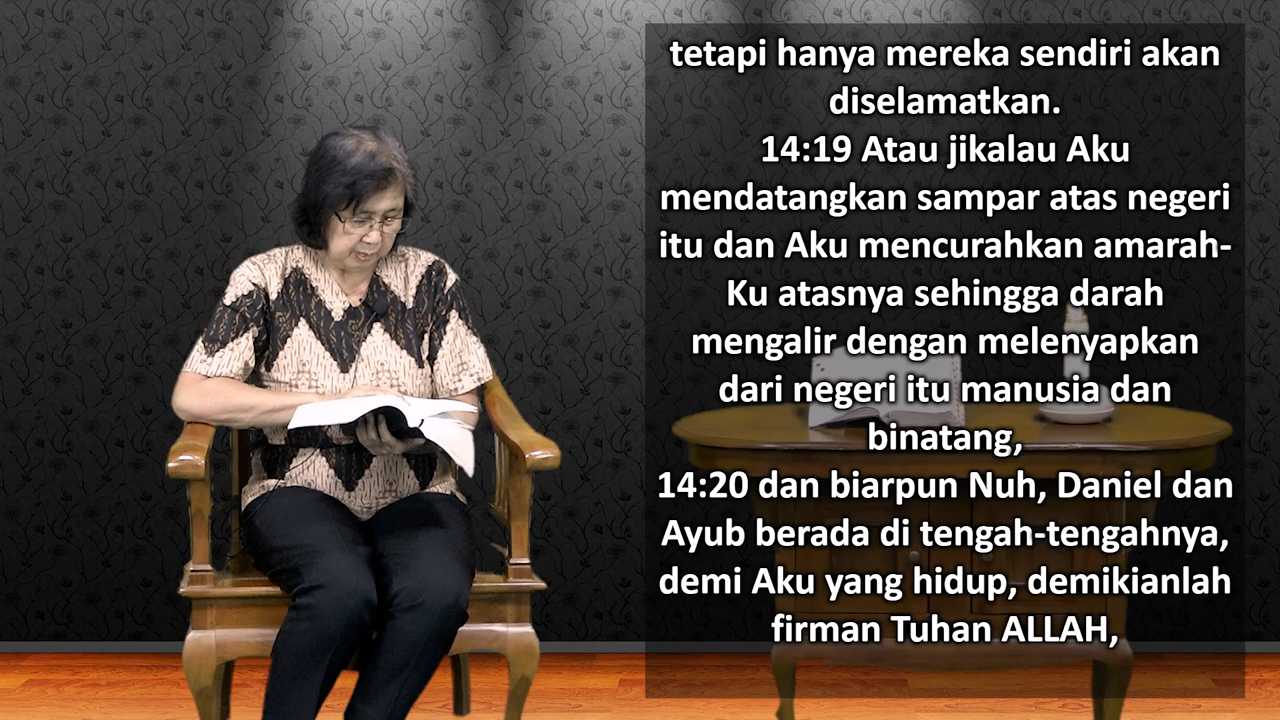 tetapi hanya mereka sendiri akan
diselamatkan.
14:19 Atau jikalau Aku
mendatangkan sampar atas negeri
itu dan Aku mencurahkan amarah-
Ku atasnya sehingga darah
mengalir dengan melenyapkan
dari negeri itu manusia dan
binatang,
14:20 dan biarpun Nuh, Daniel dan
Ayub berada di tengah-tengahnya,
demi Aku yang hidup, demikianlah
firman Tuhan ALLAH,